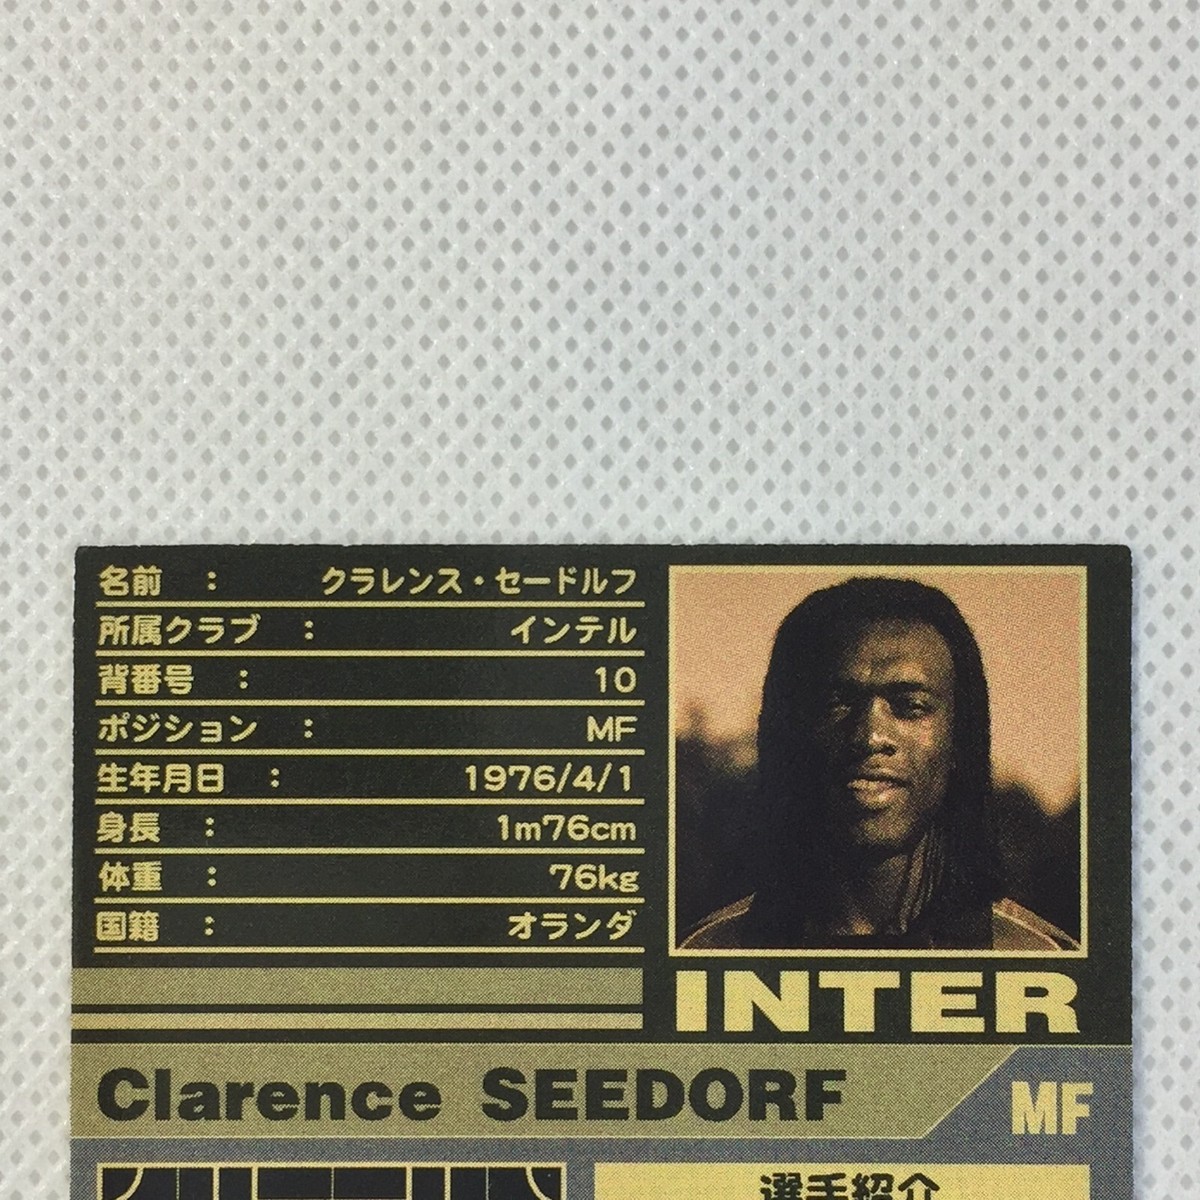 名前 : クラレンス・セードルフ
所属クラブ : インテル
背番号 : 10
ポジション : MF
生年月日 : 1976/4/1
身長 : 1m76cm
体重 : 76kg
国籍 : オランダ
INTER
Clarence SEEDORF
MF
選手紹介